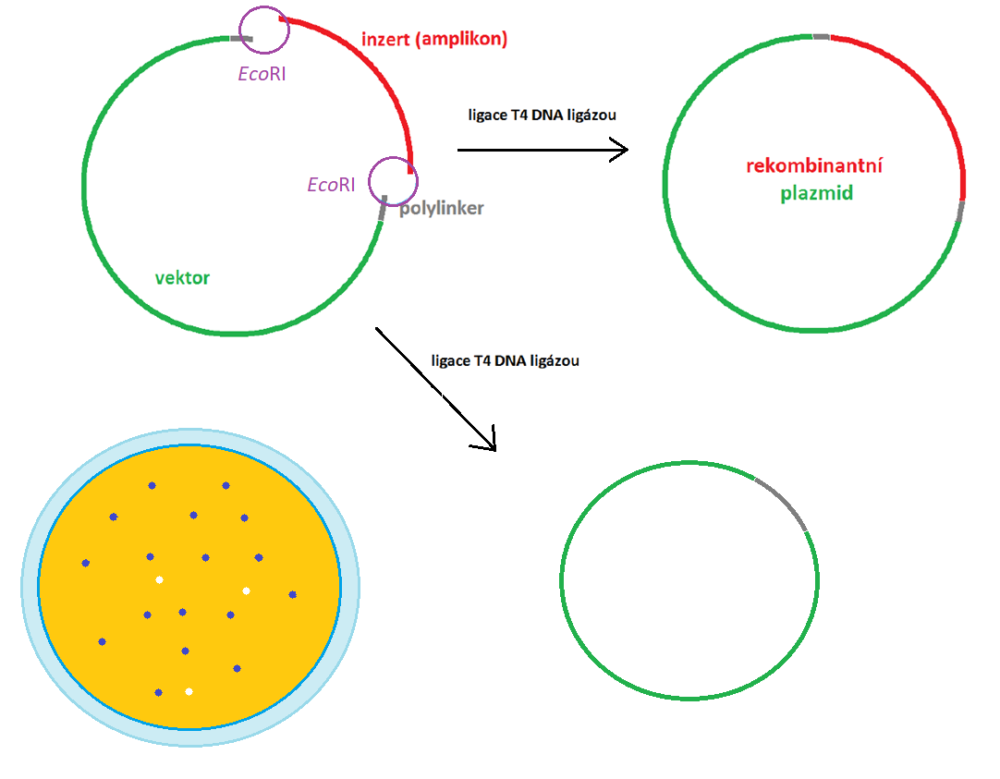 inzert (amplikon)
EcoRI
ligace T4 DNA ligázou
EcoRI
polylinker
vektor
rekombinantní
plazmid
ligace T4 DNA ligázou